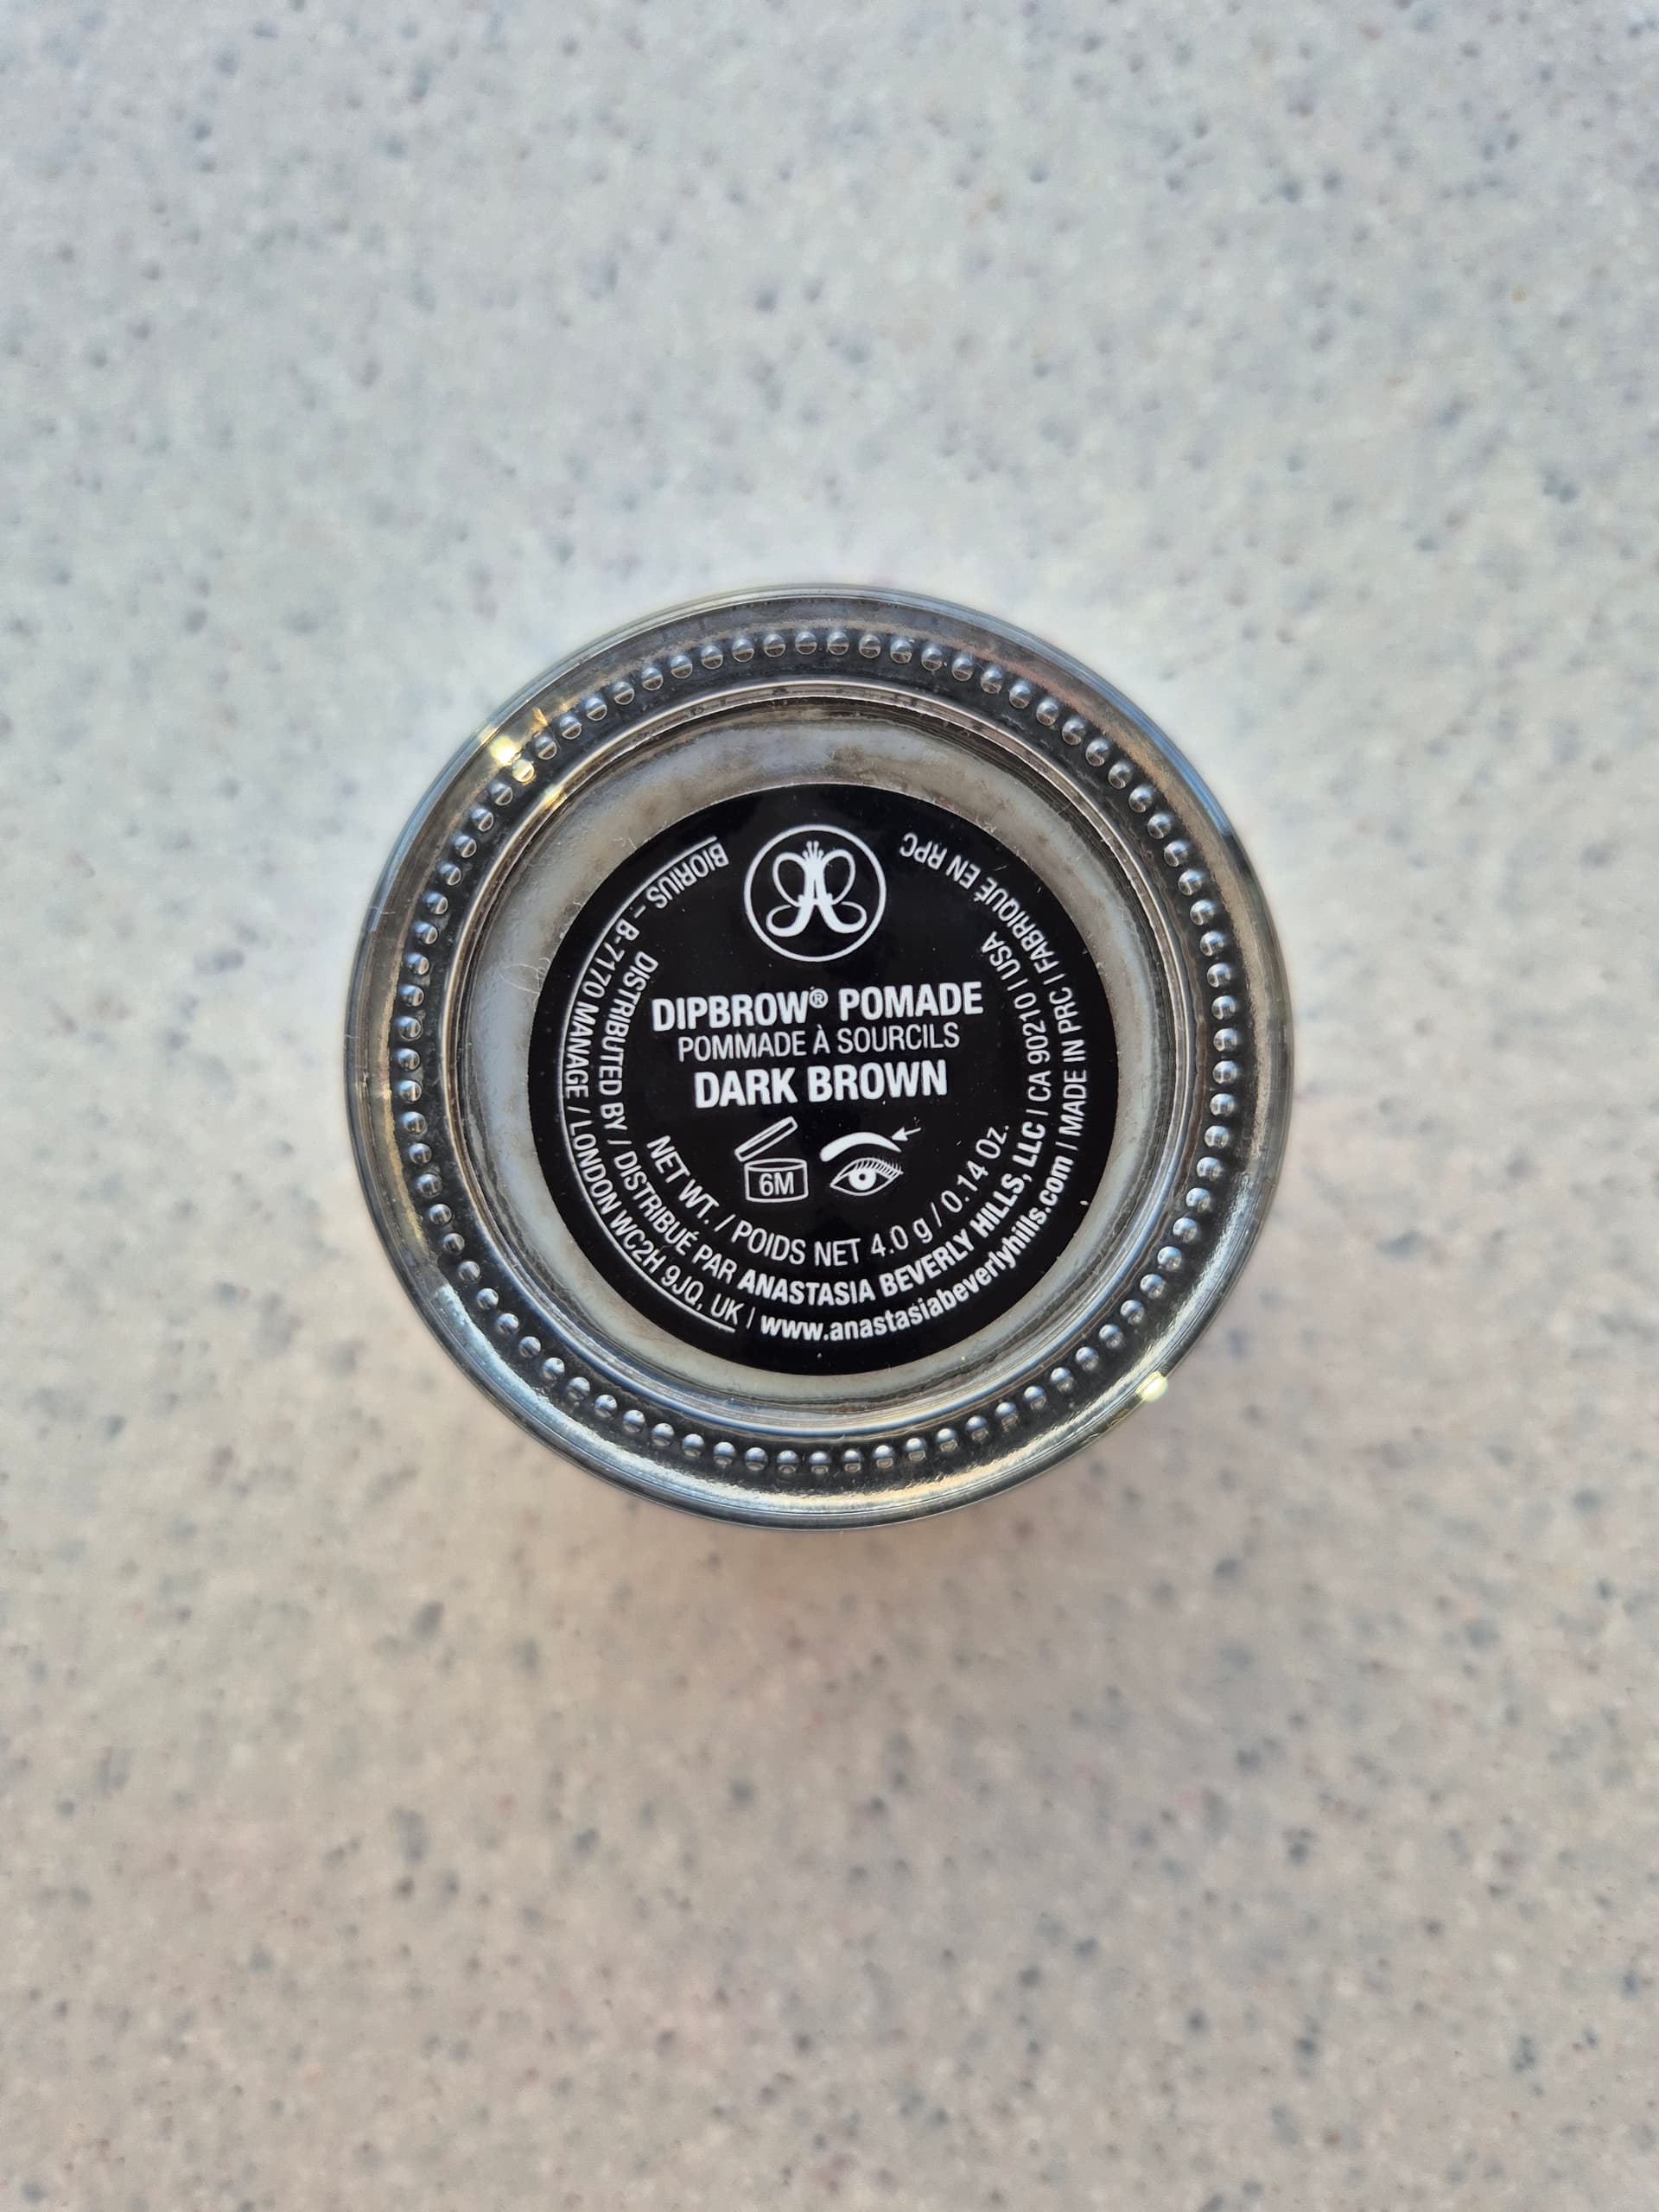 DIPBROW® POMADE
POMMADE À SOURCILS
DARK BROWN
6M
NET WT. / POIDS NET 4.0 g / 0.14 Oz.
DISTRIBUTED BY / DISTRIBUÉ PAR ANASTASIA BEVERLY HILLS, LLC | CA 90210 | USA
BIORIUS – B-7170 MANAGE / LONDON WC2H 9JQ, UK | www.anastasiabeverlyhills.com | MADE IN PRC | FABRIQUÉ EN RPC